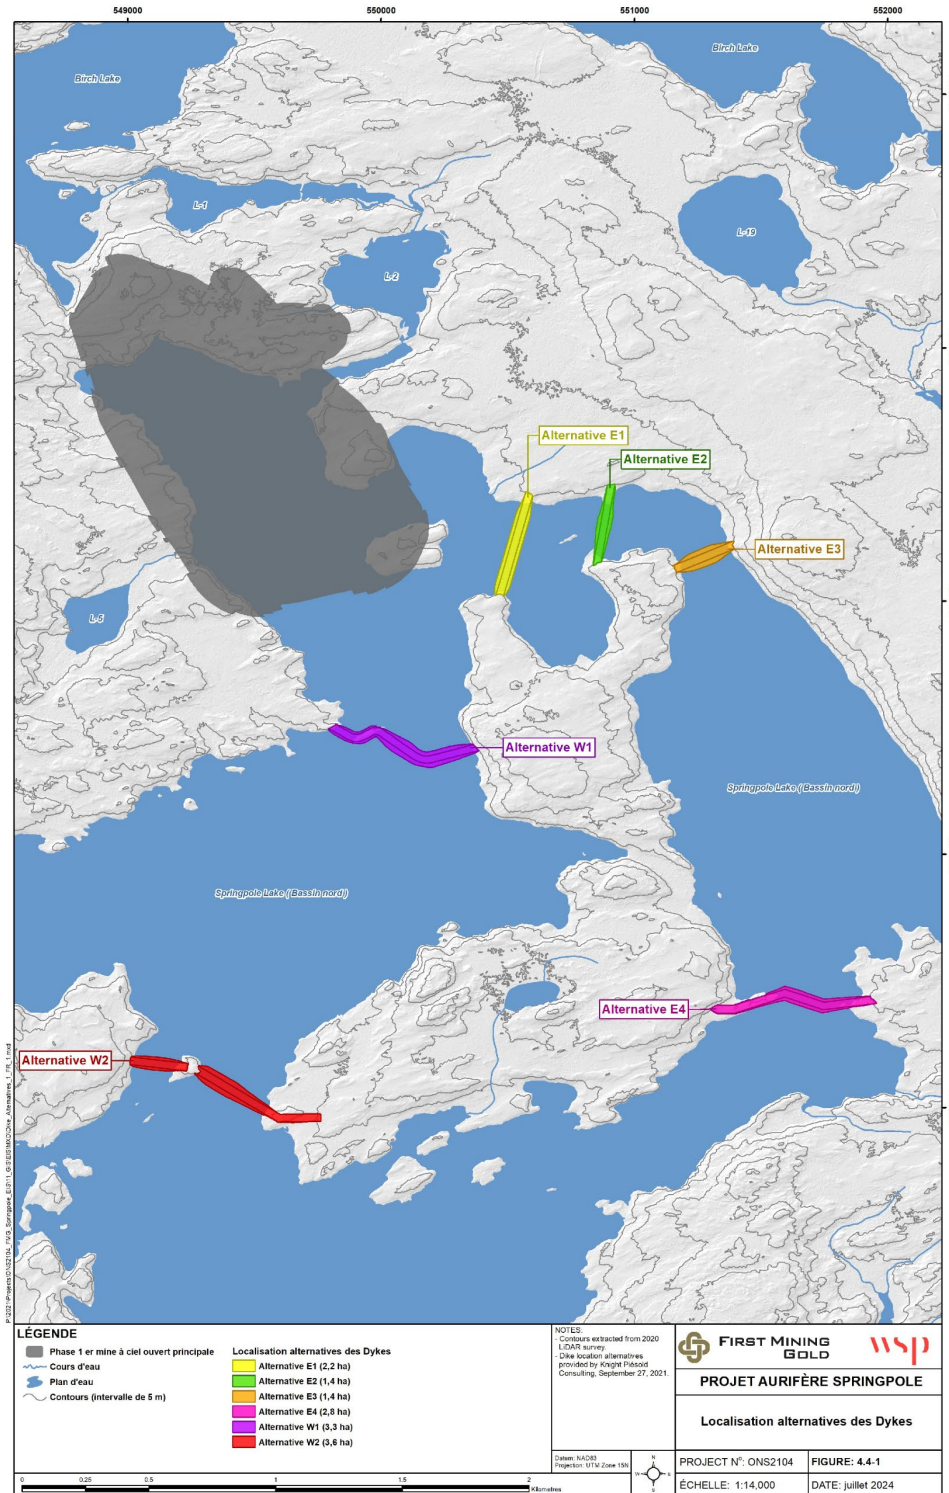 549000
550000
551000
552000
Birch Lake
Birch Lake
L-1
L-19
L-2
Alternative E1
Alternative E2
Alternative E3
L-5
Alternative W1
Springpole Lake (Bassin nord)
Springpole Lake (Bassin nord)
Alternative E4
Alternative W2
LÉGENDE
Phase 1 er mine à ciel ouvert principale
Cours d'eau
Plan d'eau
Contours (intervalle de 5 m)
Localisation alternatives des Dykes
Alternative E1 (2,2 ha)
Alternative E2 (1,4 ha)
Alternative E3 (1,4 ha)
Alternative E4 (2,8 ha)
Alternative W1 (3,3 ha)
Alternative W2 (3,6 ha)
0 0.25 0.5 1 1.5 2
Kilometres
NOTES:
- Contours extracted from 2020
LiDAR survey.
- Dike location alternatives
provided by Knight Piésold
Consulting, September 27, 2021.
Datum: NAD83
Projection: UTM Zone 15N
N
W E
S
FIRST MINING
GOLD
wsp
PROJET AURIFÈRE SPRINGPOLE
Localisation alternatives des Dykes
PROJECT Nº: ONS2104
FIGURE: 4.4-1
ÉCHELLE: 1:14,000
DATE: juillet 2024